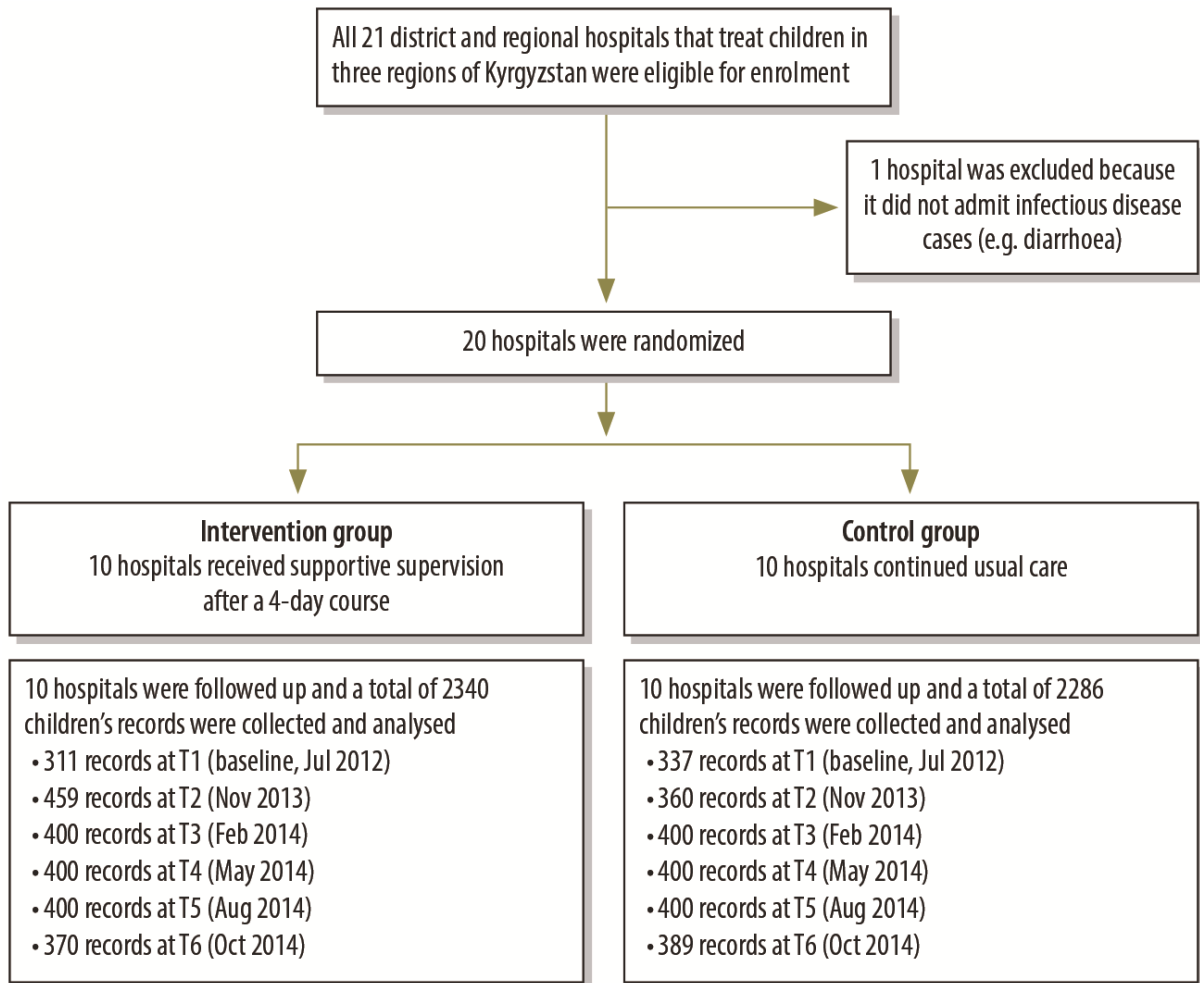 All 21 district and regional hospitals that treat children in
three regions of Kyrgyzstan were eligible for enrolment
1 hospital was excluded because
it did not admit infectious disease
cases (e.g. diarrhoea)
20 hospitals were randomized
Intervention group
10 hospitals received supportive supervision
after a 4-day course
Control group
10 hospitals continued usual care
10 hospitals were followed up and a total of 2340
children’s records were collected and analysed
• 311 records at T1 (baseline, Jul 2012)
• 459 records at T2 (Nov 2013)
• 400 records at T3 (Feb 2014)
• 400 records at T4 (May 2014)
• 400 records at T5 (Aug 2014)
• 370 records at T6 (Oct 2014)
10 hospitals were followed up and a total of 2286
children’s records were collected and analysed
• 337 records at T1 (baseline, Jul 2012)
• 360 records at T2 (Nov 2013)
• 400 records at T3 (Feb 2014)
• 400 records at T4 (May 2014)
• 400 records at T5 (Aug 2014)
• 389 records at T6 (Oct 2014)